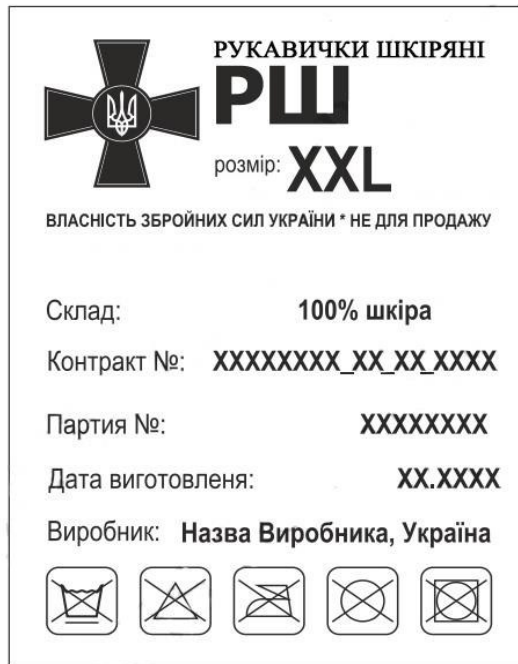 РУКАВИЧКИ ШКІРЯНІ
РШ
розмір: XXL
ВЛАСНІСТЬ ЗБРОЙНИХ СИЛ УКРАЇНИ * НЕ ДЛЯ ПРОДАЖУ
Склад: 100% шкіра
Контракт №: XXXXXXXX_XX_XX_XXXX
Партия №: XXXXXXXX
Дата виготовленя: XX.XXXX
Виробник: Назва Виробника, Україна